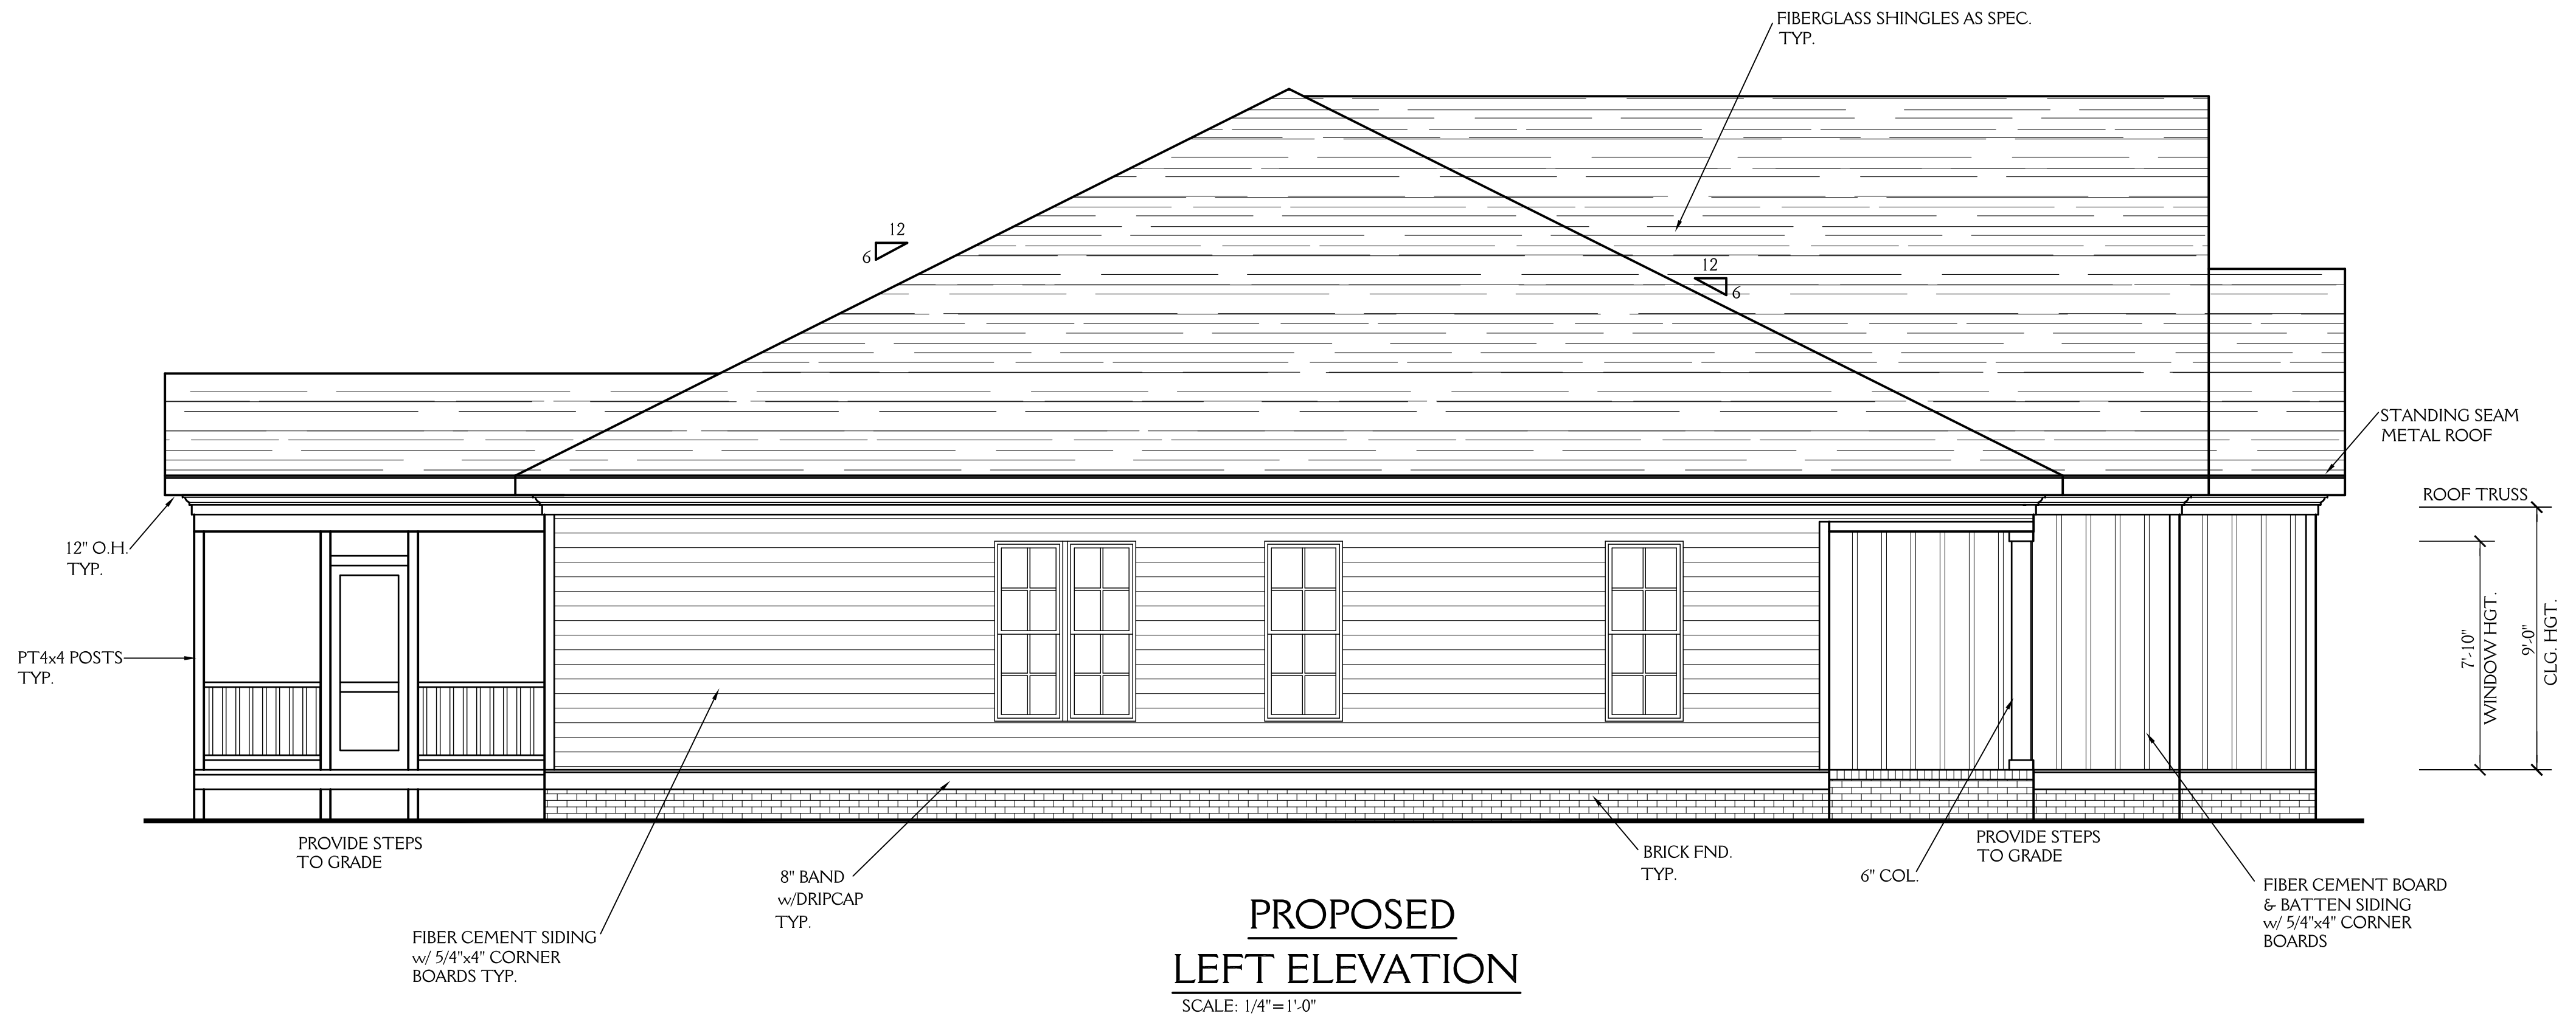 FIBERGLASS SHINGLES AS SPEC.
TYP.
12
6
12
6
STANDING SEAM
METAL ROOF
ROOF TRUSS
12" O.H.
TYP.
7'-10"
WINDOW HGT.
9'-0"
CLG. HGT.
PT4x4 POSTS
TYP.
PROVIDE STEPS
TO GRADE
PROVIDE STEPS
TO GRADE
BRICK FND.
TYP.
6" COL.
8" BAND
w/DRIPCAP
TYP.
FIBER CEMENT BOARD
& BATTEN SIDING
w/ 5/4"x4" CORNER
BOARDS
FIBER CEMENT SIDING
w/ 5/4"x4" CORNER
BOARDS TYP.
PROPOSED
LEFT ELEVATION
SCALE: 1/4"=1'-0"